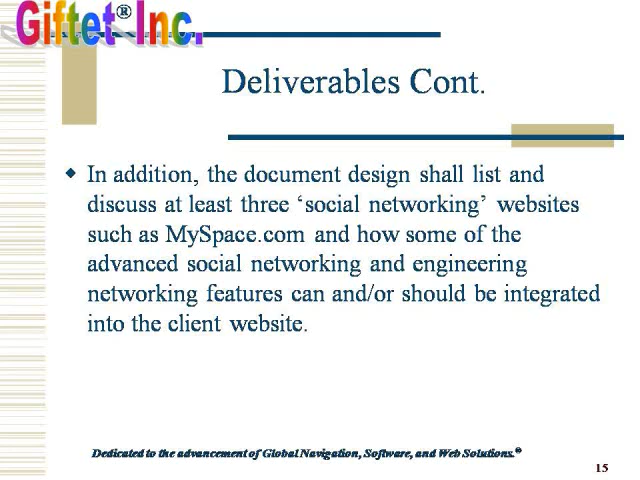 Giftet® Inc.
Deliverables Cont.
In addition, the document design shall list and
discuss at least three ‘social networking’ websites
such as MySpace.com and how some of the
advanced social networking and engineering
networking features can and/or should be integrated
into the client website.
Dedicated to the advancement of Global Navigation, Software, and Web Solutions.®
15